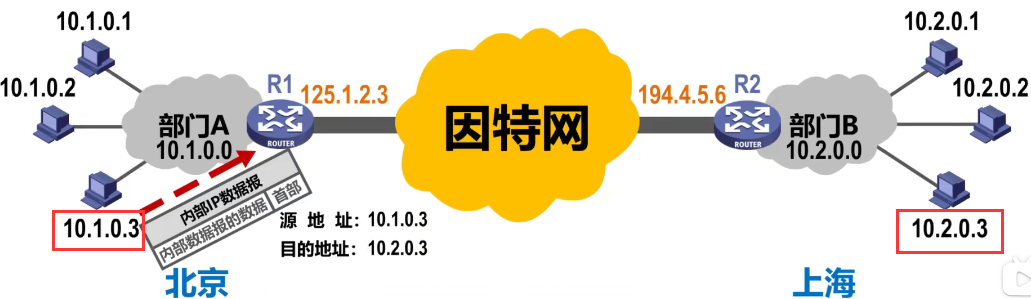 10.1.0.1
10.1.0.2
10.1.0.3
部门A
10.1.0.0
R1
ROUTER
125.1.2.3
因特网
194.4.5.6
R2
ROUTER
部门B
10.2.0.0
10.2.0.1
10.2.0.2
10.2.0.3
内部IP数据报
内部数据报的数据 首部
源 地 址：10.1.0.3
目的地址：10.2.0.3
北京
上海